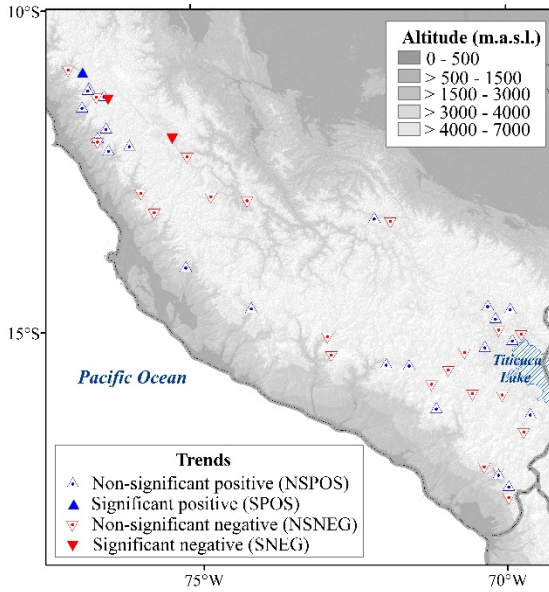 10°S
Altitude (m.a.s.l.)
0 - 500
> 500 - 1500
> 1500 - 3000
> 3000 - 4000
> 4000 - 7000
15°S
Titicaca
Lake
Pacific Ocean
Trends
Non-significant positive (NSPOS)
Significant positive (SPOS)
Non-significant negative (NSNEG)
Significant negative (SNEG)
75°W
70°W